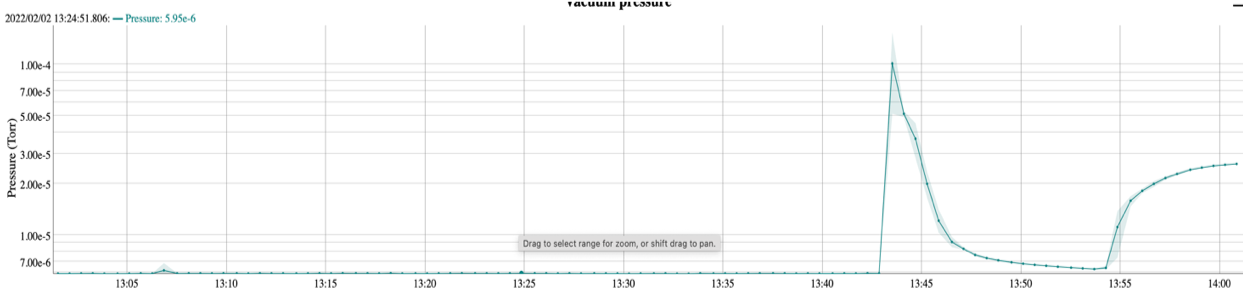 Vacuum pressure
2022/02/02 13:24:51.806: — Pressure: 5.95e-6
1.00e-4
7.00e-5
5.00e-5
3.00e-5
2.00e-5
1.00e-5
7.00e-6
Pressure (Torr)
Drag to select range for zoom, or shift drag to pan.
13:05 13:10 13:15 13:20 13:25 13:30 13:35 13:40 13:45 13:50 13:55 14:00